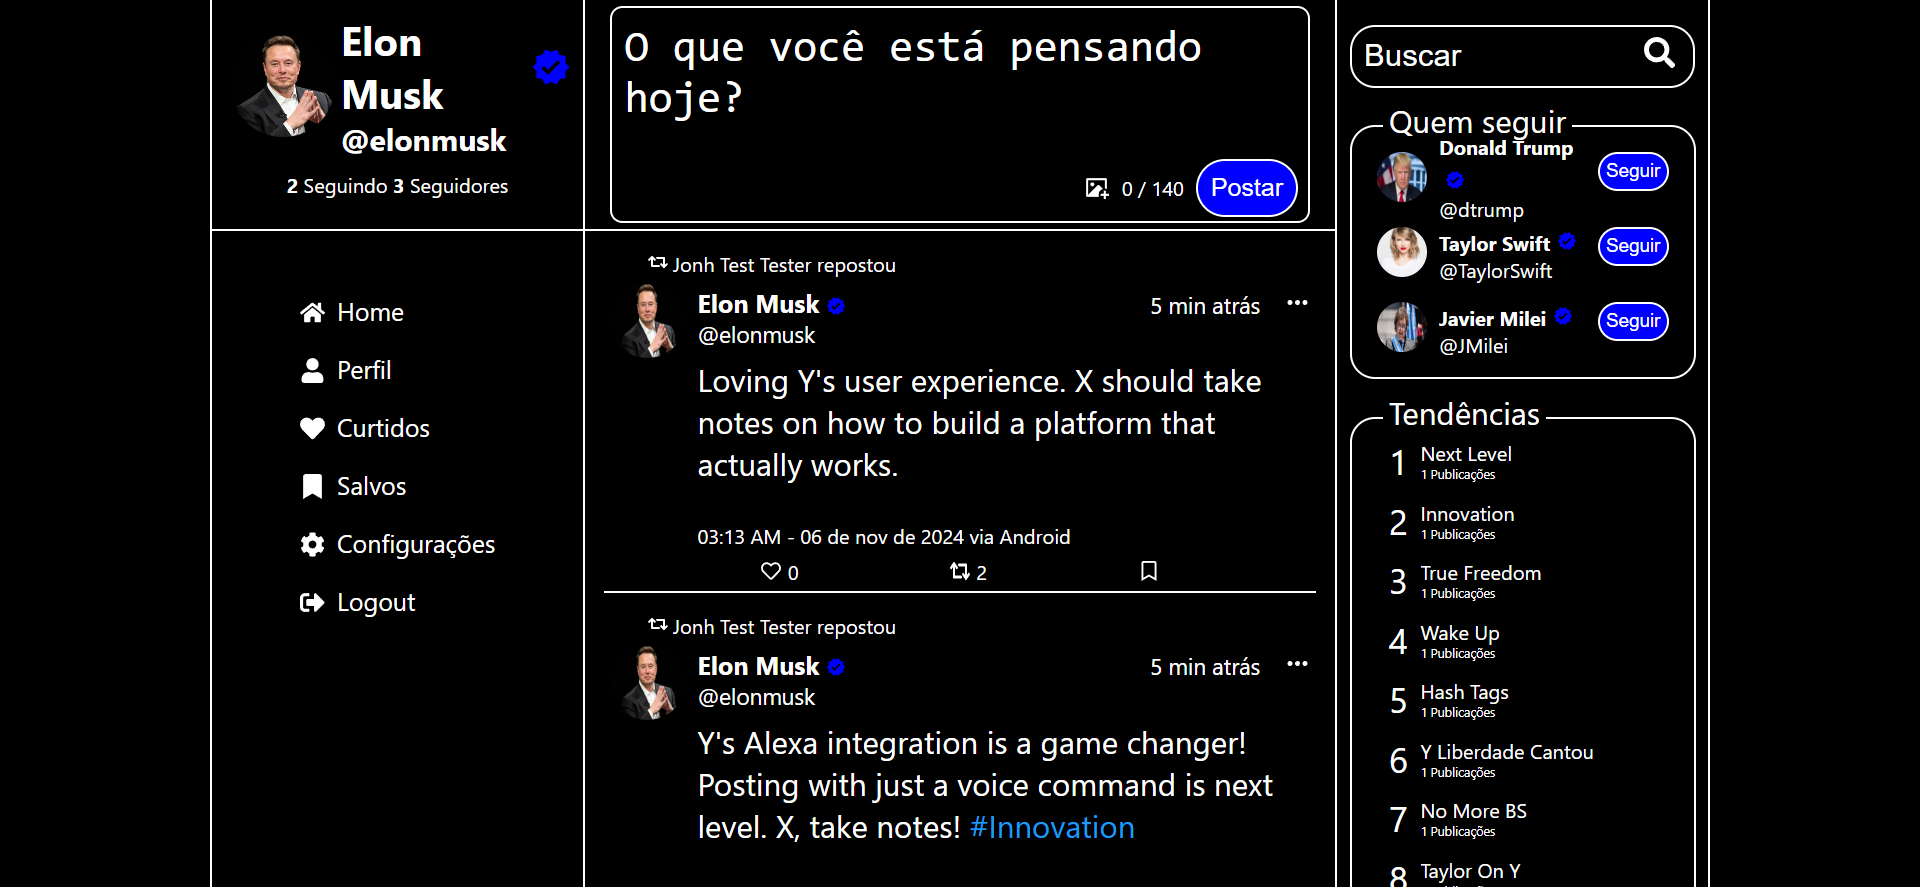 Elon
Musk
@elonmusk
2 Seguindo 3 Seguidores
Home
Perfil
Curtidos
Salvos
Configurações
Logout
O que você está pensando
hoje?
0 / 140 Postar
Jonh Test Tester repostou
Elon Musk 5 min atrás
@elonmusk
Loving Y's user experience. X should take
notes on how to build a platform that
actually works.
03:13 AM - 06 de nov de 2024 via Android
0 2
Jonh Test Tester repostou
Elon Musk 5 min atrás
@elonmusk
Y's Alexa integration is a game changer!
Posting with just a voice command is next
level. X, take notes! #Innovation
Buscar
Quem seguir
Donald Trump
@dtrump
Seguir
Taylor Swift
@TaylorSwift
Seguir
Javier Milei
@JMilei
Seguir
Tendências
1 Next Level
1 Publicações
2 Innovation
1 Publicações
3 True Freedom
1 Publicações
4 Wake Up
1 Publicações
5 Hash Tags
1 Publicações
6 Y Liberdade Cantou
1 Publicações
7 No More BS
1 Publicações
8 Taylor On Y